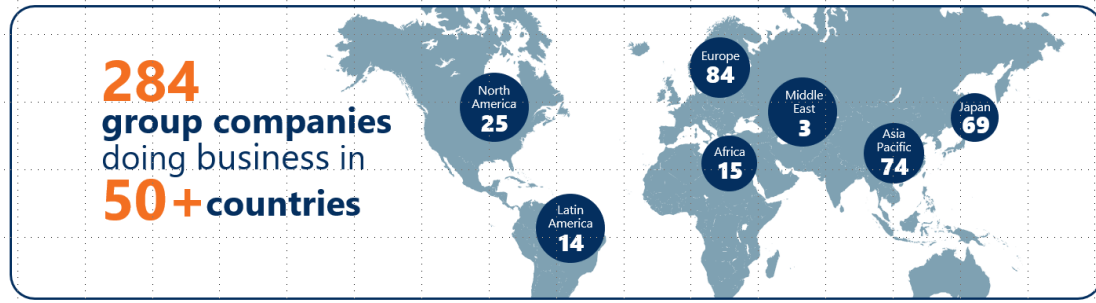 284
group companies
doing business in
50+countries
North
America
25
Latin
America
14
Europe
84
Middle
East
3
Africa
15
Asia
Pacific
74
Japan
69